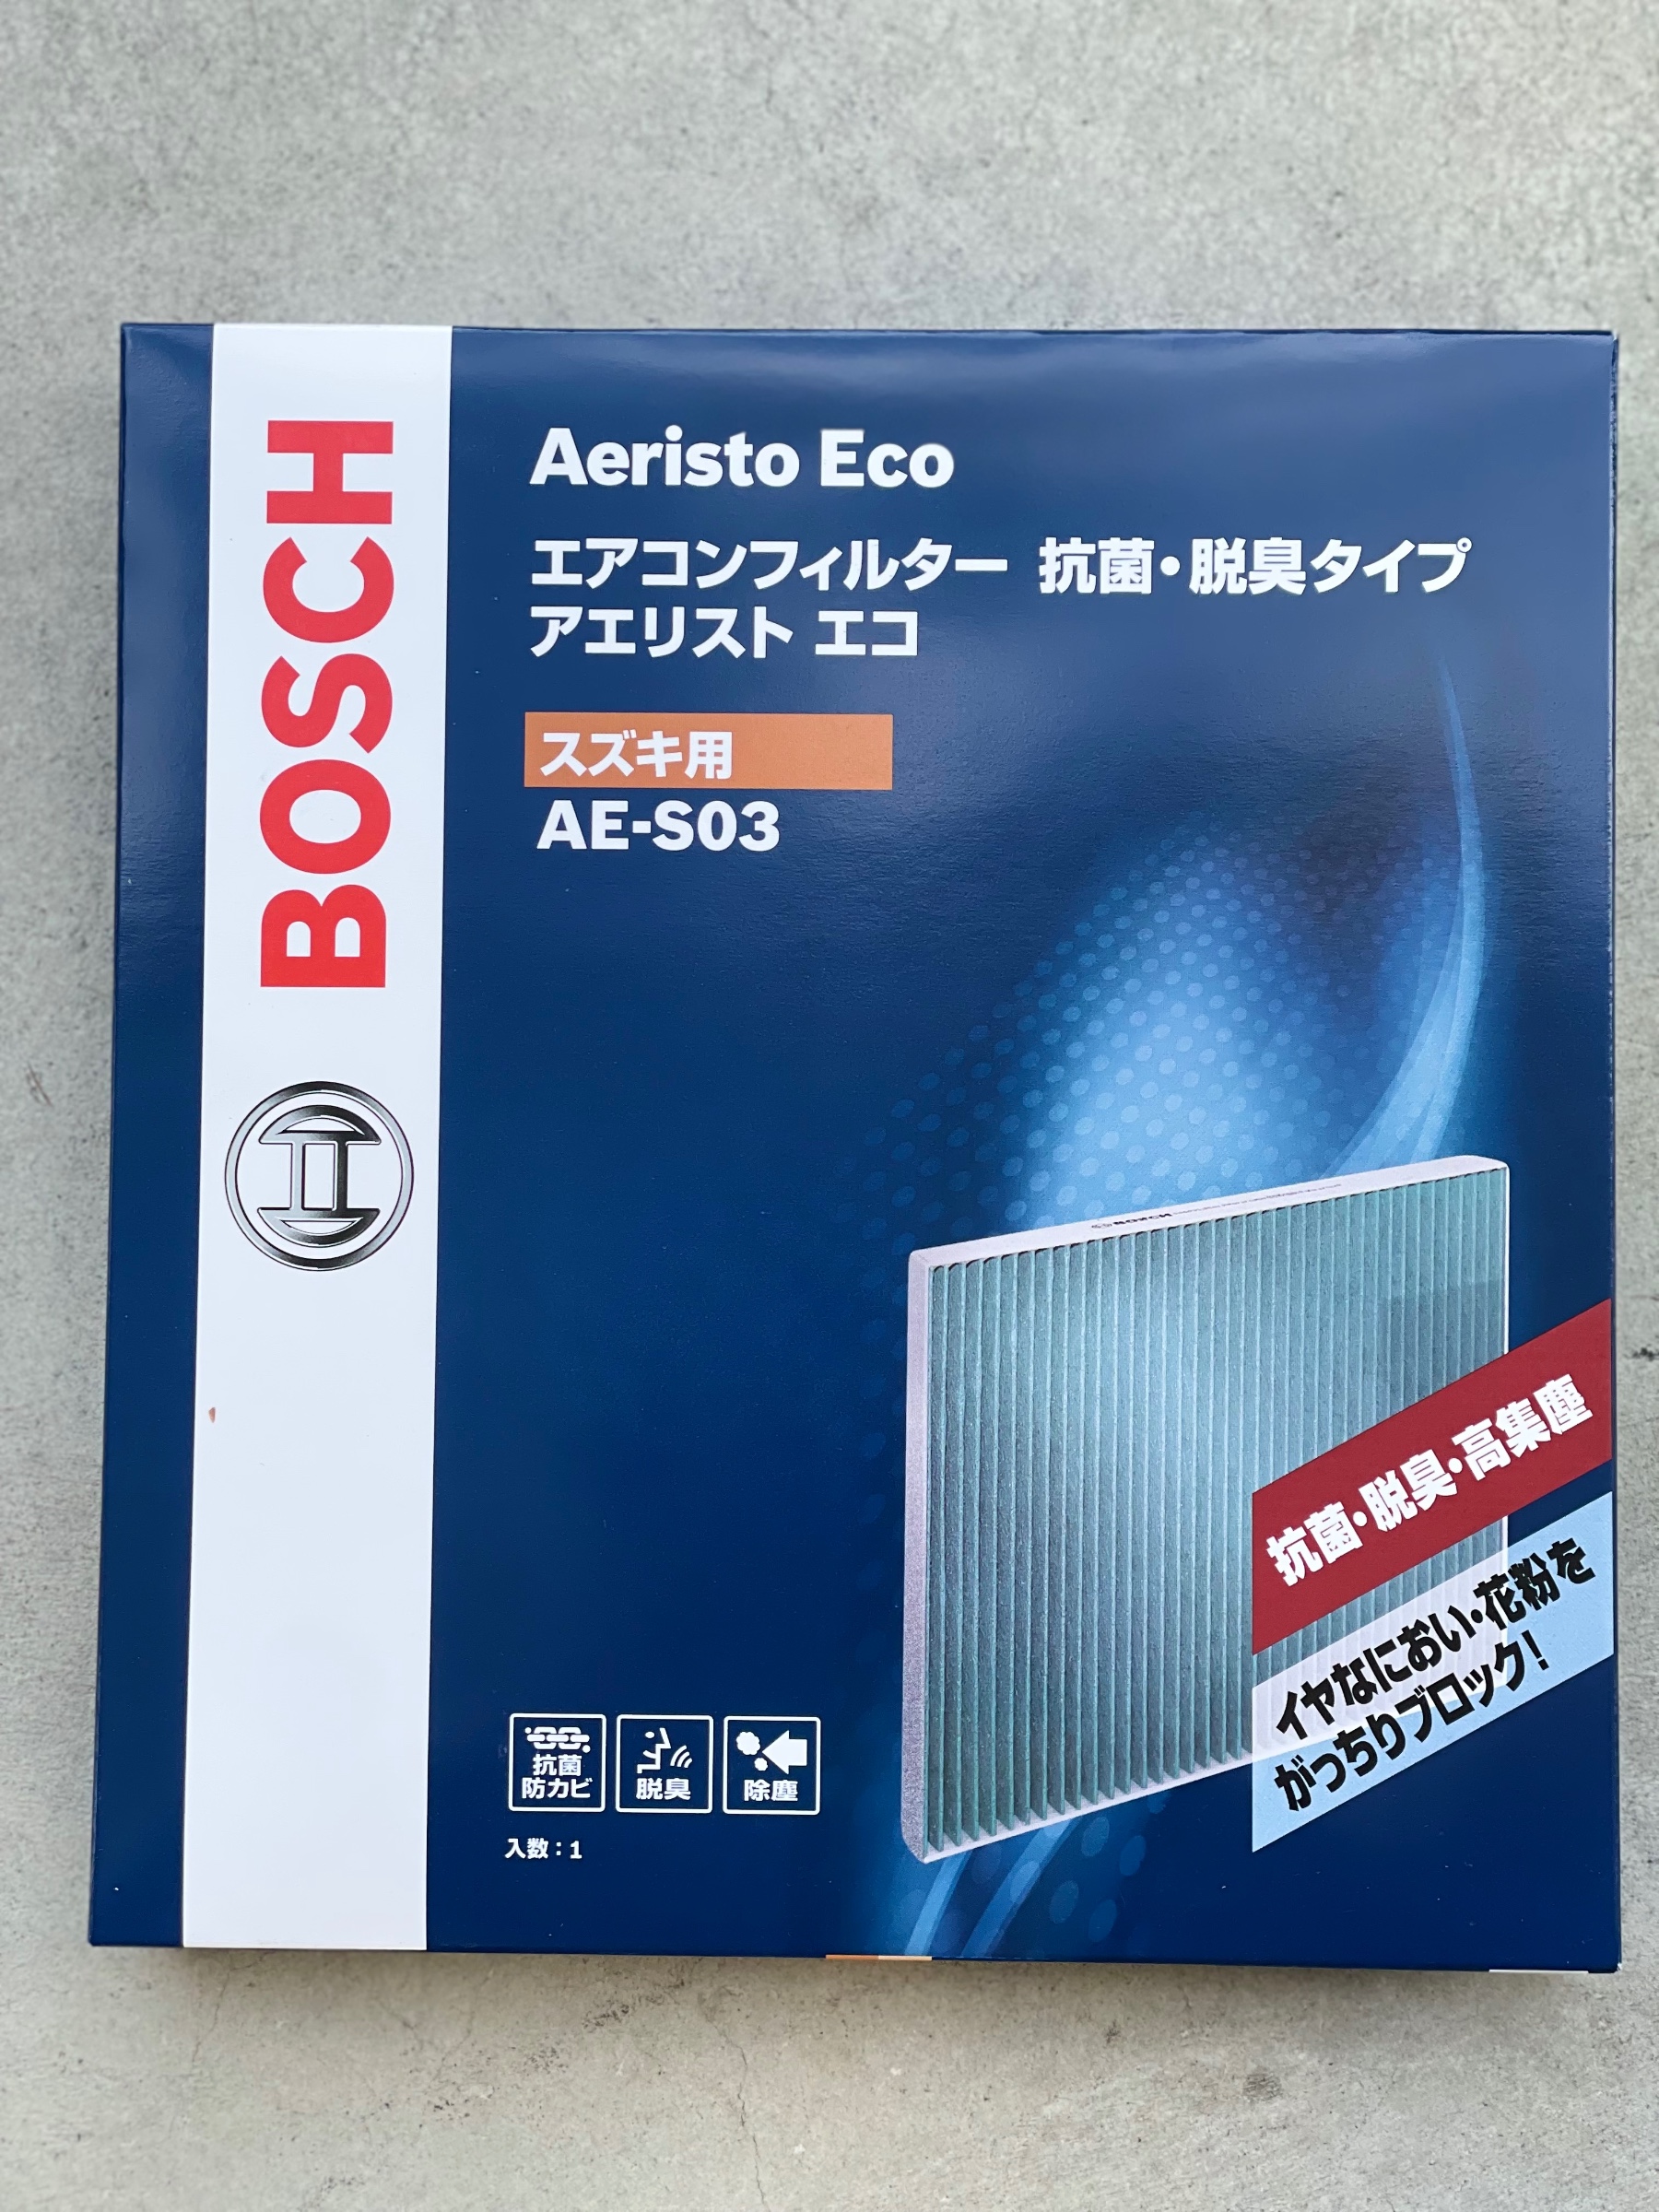 BOSCH
Aeristo Eco
エアコンフィルター 抗菌・脱臭タイプ
アエリスト エコ
スズキ用
AE-S03
BOSCH
抗菌・脱臭・高集塵
イヤなにおい・花粉を
がっちりブロック!
抗菌
防カビ
脱臭
除塵
入数:1